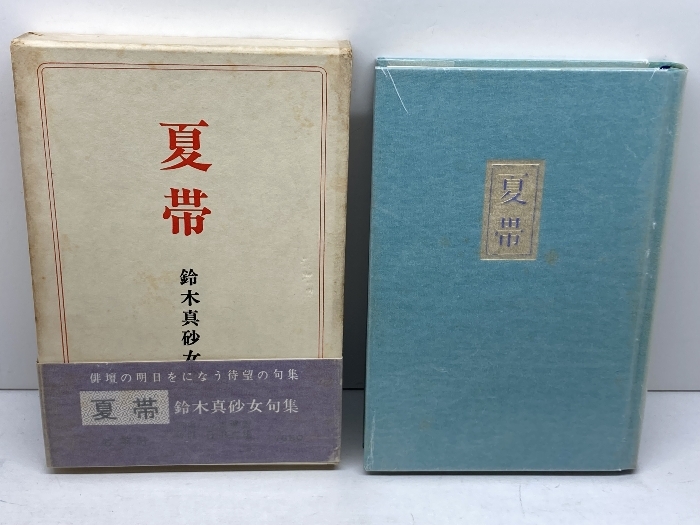 夏帯
鈴木真砂女
俳壇の明日をになう待望の句集
夏帯 鈴木真砂女句集
夏帯